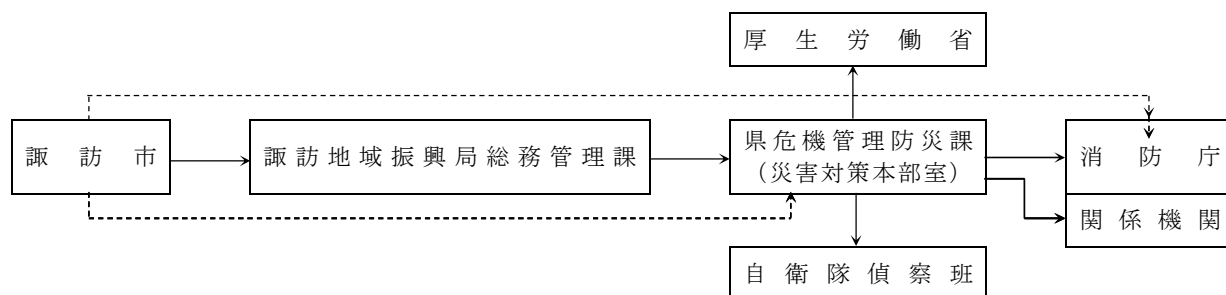 厚生労働省
諏訪市
諏訪地域振興局総務管理課
県危機管理防災課
（災害対策本部室）
消防庁
関係機関
自衛隊偵察班